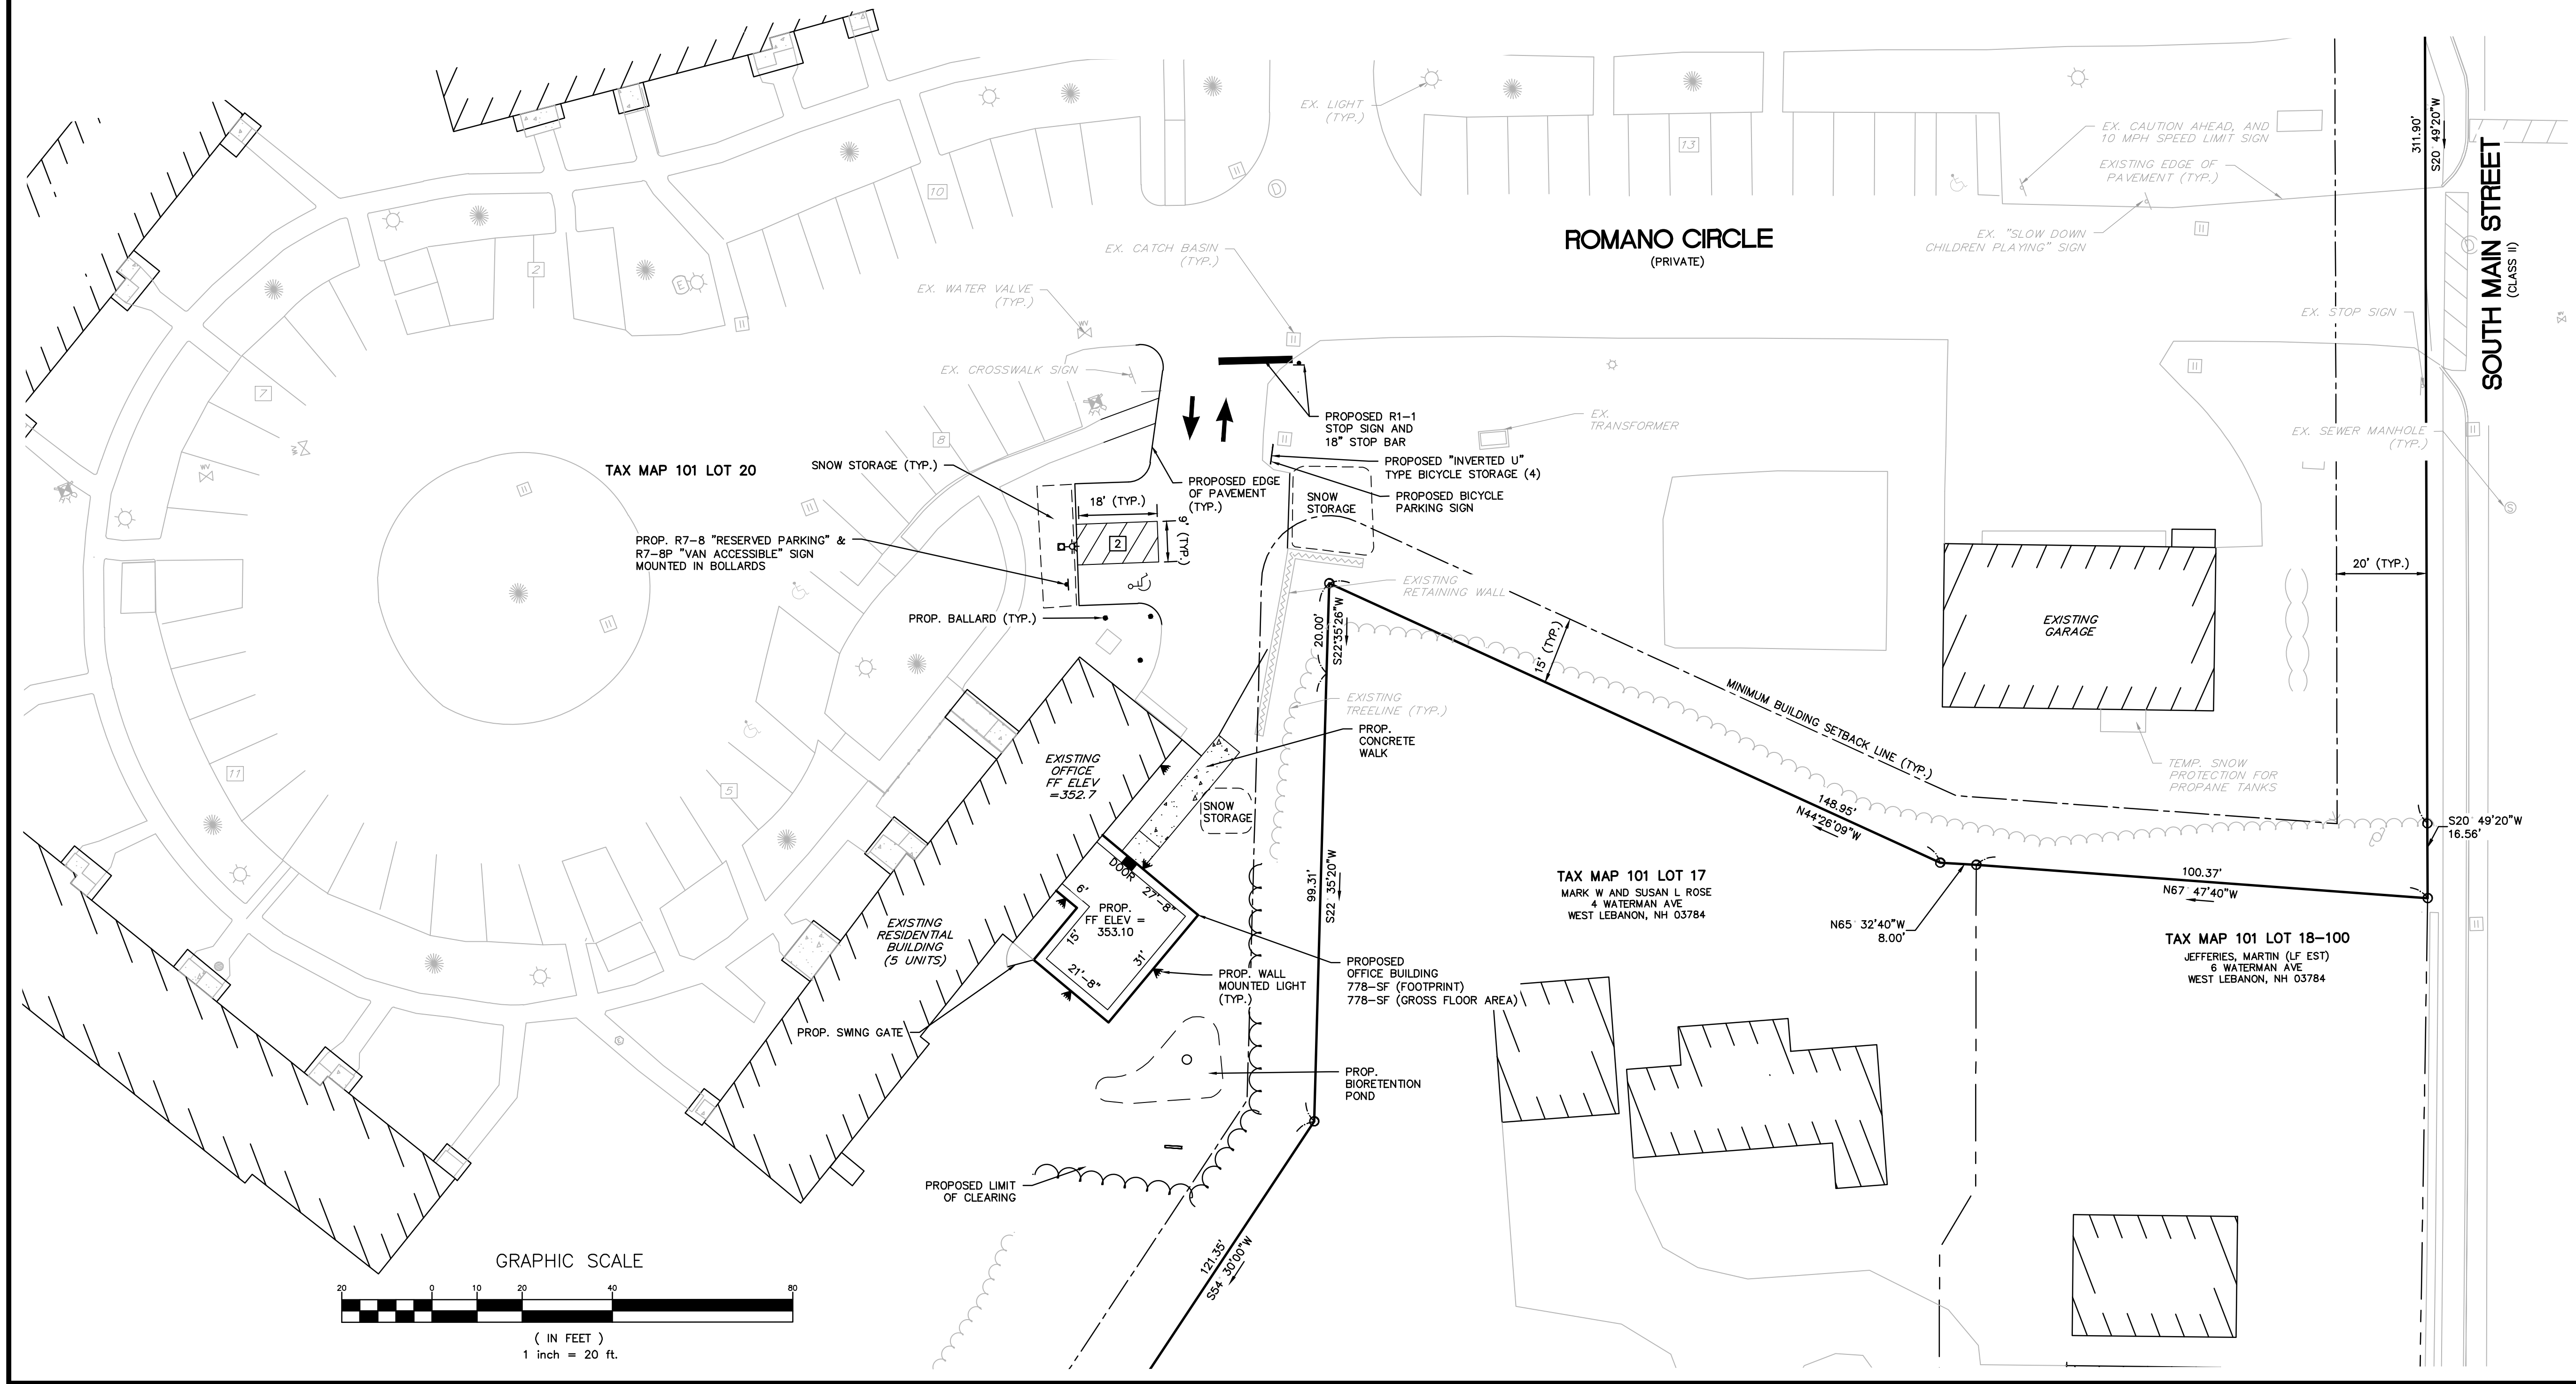 EX. LIGHT
(TYP.)
13
EX. CAUTION AHEAD, AND
10 MPH SPEED LIMIT SIGN
EXISTING EDGE OF
PAVEMENT (TYP.)
311.90'
S20°49'20"W
SOUTH MAIN STREET
(CLASS II)
10
2
E
D
ROMANO CIRCLE
(PRIVATE)
EX. "SLOW DOWN
CHILDREN PLAYING" SIGN
EX. CATCH BASIN
(TYP.)
EX. WATER VALVE
(TYP.)
WV
EX. STOP SIGN
EX. CROSSWALK SIGN
7
8
PROPOSED R1-1
STOP SIGN AND
18" STOP BAR
EX.
TRANSFORMER
EX. SEWER MANHOLE
(TYP.)
S
WV
WV
TAX MAP 101 LOT 20
SNOW STORAGE (TYP.)
PROPOSED "INVERTED U"
TYPE BICYCLE STORAGE (4)
PROPOSED EDGE
OF PAVEMENT
(TYP.)
SNOW
STORAGE
PROPOSED BICYCLE
PARKING SIGN
18' (TYP.)
9' (TYP.)
2
PROP. R7-8 "RESERVED PARKING" &
R7-8P "VAN ACCESSIBLE" SIGN
MOUNTED IN BOLLARDS
PROP. BALLARD (TYP.)
EXISTING
RETAINING WALL
20' (TYP.)
EXISTING
GARAGE
20.00'
S22°35'26"W
15' (TYP.)
EXISTING
TREELINE (TYP.)
MINIMUM BUILDING SETBACK LINE (TYP.)
PROP.
CONCRETE
WALK
TEMP. SNOW
PROTECTION FOR
PROPANE TANKS
11
5
EXISTING
OFFICE
FF ELEV
=352.7
SNOW
STORAGE
148.95'
N44°26'09"W
S20°49'20"W
16.56'
DOOR
99.31'
S22°35'20"W
TAX MAP 101 LOT 17
MARK W AND SUSAN L ROSE
4 WATERMAN AVE
WEST LEBANON, NH 03784
100.37'
N67°47'40"W
6'
27'-8"
PROP.
FF ELEV =
353.10
15'
31'
21'-8"
EXISTING
RESIDENTIAL
BUILDING
(5 UNITS)
N65°32'40"W
8.00'
TAX MAP 101 LOT 18-100
JEFFERIES, MARTIN (LF EST)
6 WATERMAN AVE
WEST LEBANON, NH 03784
PROP. WALL
MOUNTED LIGHT
(TYP.)
PROPOSED
OFFICE BUILDING
778-SF (FOOTPRINT)
778-SF (GROSS FLOOR AREA)
PROP. SWING GATE
PROP.
BIORETENTION
POND
PROPOSED LIMIT
OF CLEARING
121.35'
S54°30'00"W
GRAPHIC SCALE
20 0 10 20 40 80
( IN FEET )
1 inch = 20 ft.